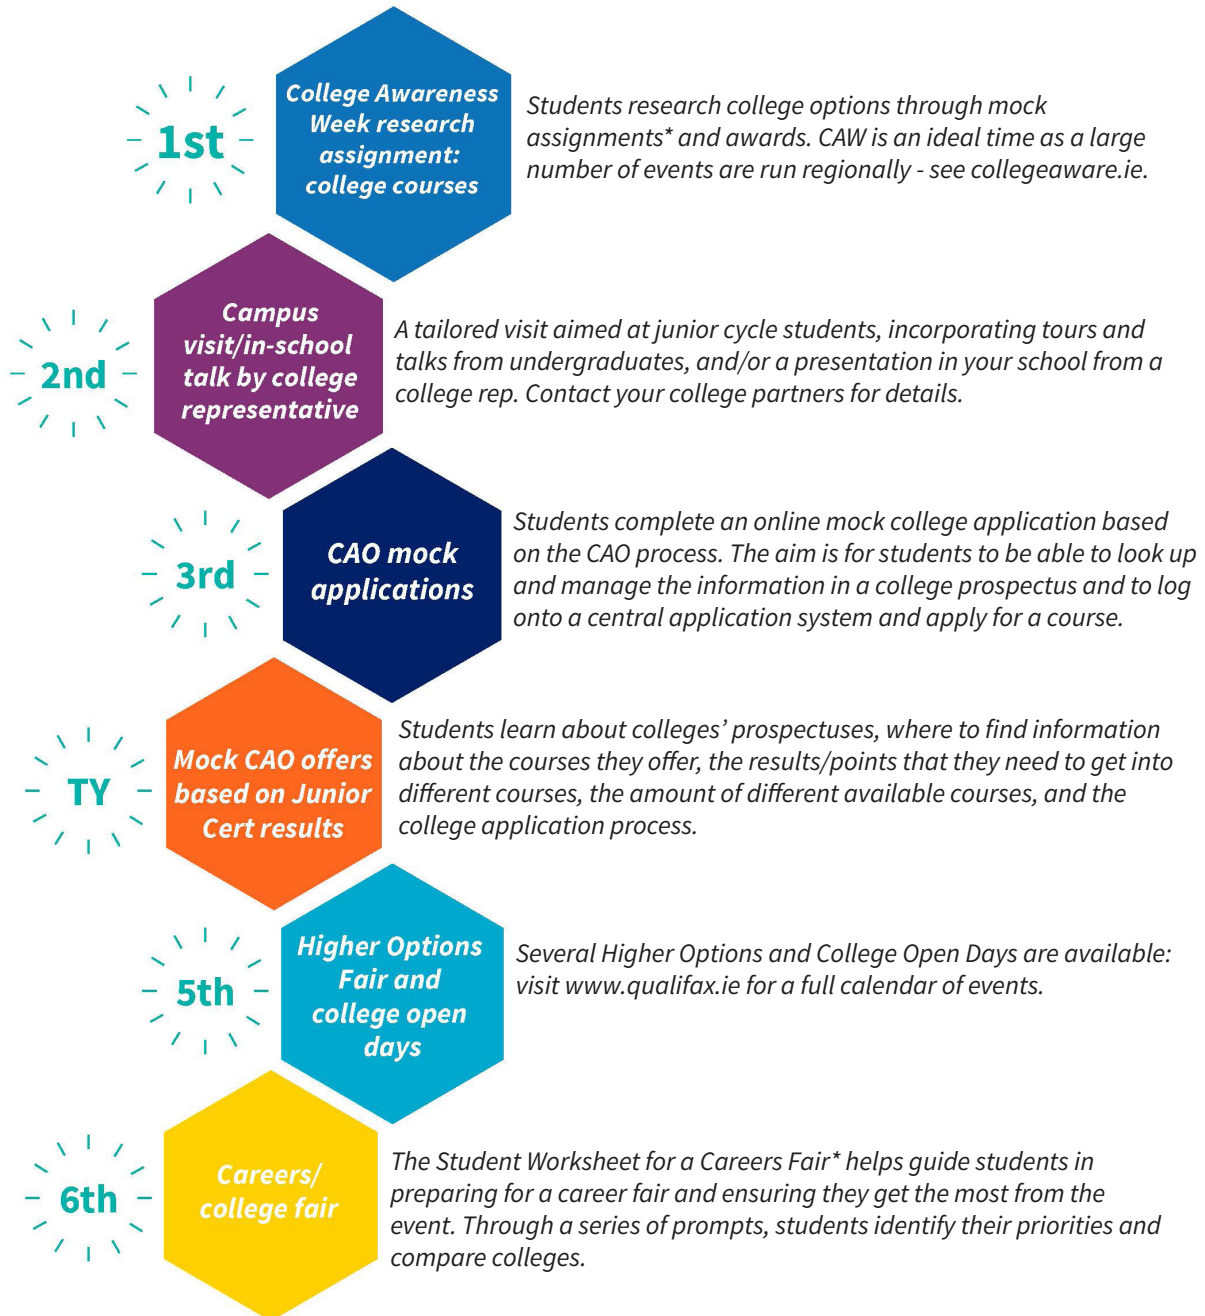 1st
College Awareness
Week research
assignment:
college courses
Students research college options through mock
assignments* and awards. CAW is an ideal time as a large
number of events are run regionally - see collegeaware.ie.
2nd
Campus
visit/in-school
talk by college
representative
A tailored visit aimed at junior cycle students, incorporating tours and
talks from undergraduates, and/or a presentation in your school from a
college rep. Contact your college partners for details.
3rd
CAO mock
applications
Students complete an online mock college application based
on the CAO process. The aim is for students to be able to look up
and manage the information in a college prospectus and to log
onto a central application system and apply for a course.
TY
Mock CAO offers
based on Junior
Cert results
Students learn about colleges’ prospectuses, where to find information
about the courses they offer, the results/points that they need to get into
different courses, the amount of different available courses, and the
college application process.
5th
Higher Options
Fair and
college open
days
Several Higher Options and College Open Days are available:
visit www.qualifax.ie for a full calendar of events.
6th
Careers/
college fair
The Student Worksheet for a Careers Fair* helps guide students in
preparing for a career fair and ensuring they get the most from the
event. Through a series of prompts, students identify their priorities and
compare colleges.